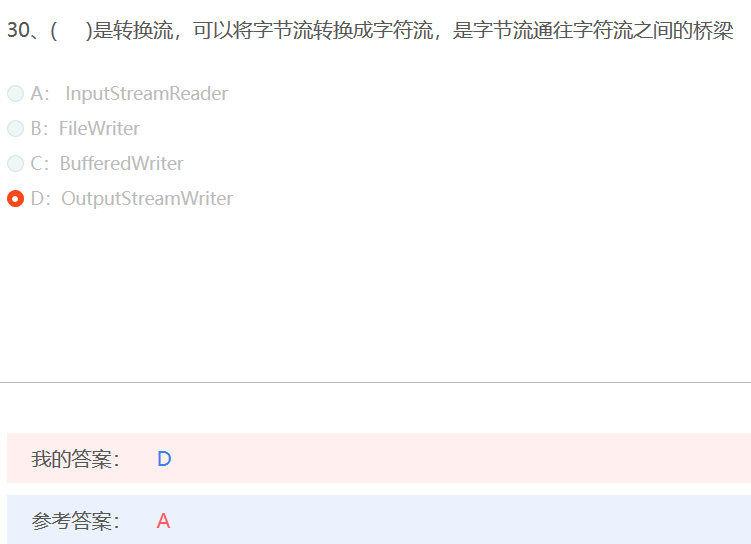 30、(　 )是转换流，可以将字节流转换成字符流，是字节流通往字符流之间的桥梁
A： InputStreamReader
B：FileWriter
C：BufferedWriter
D：OutputStreamWriter
我的答案： D
参考答案： A